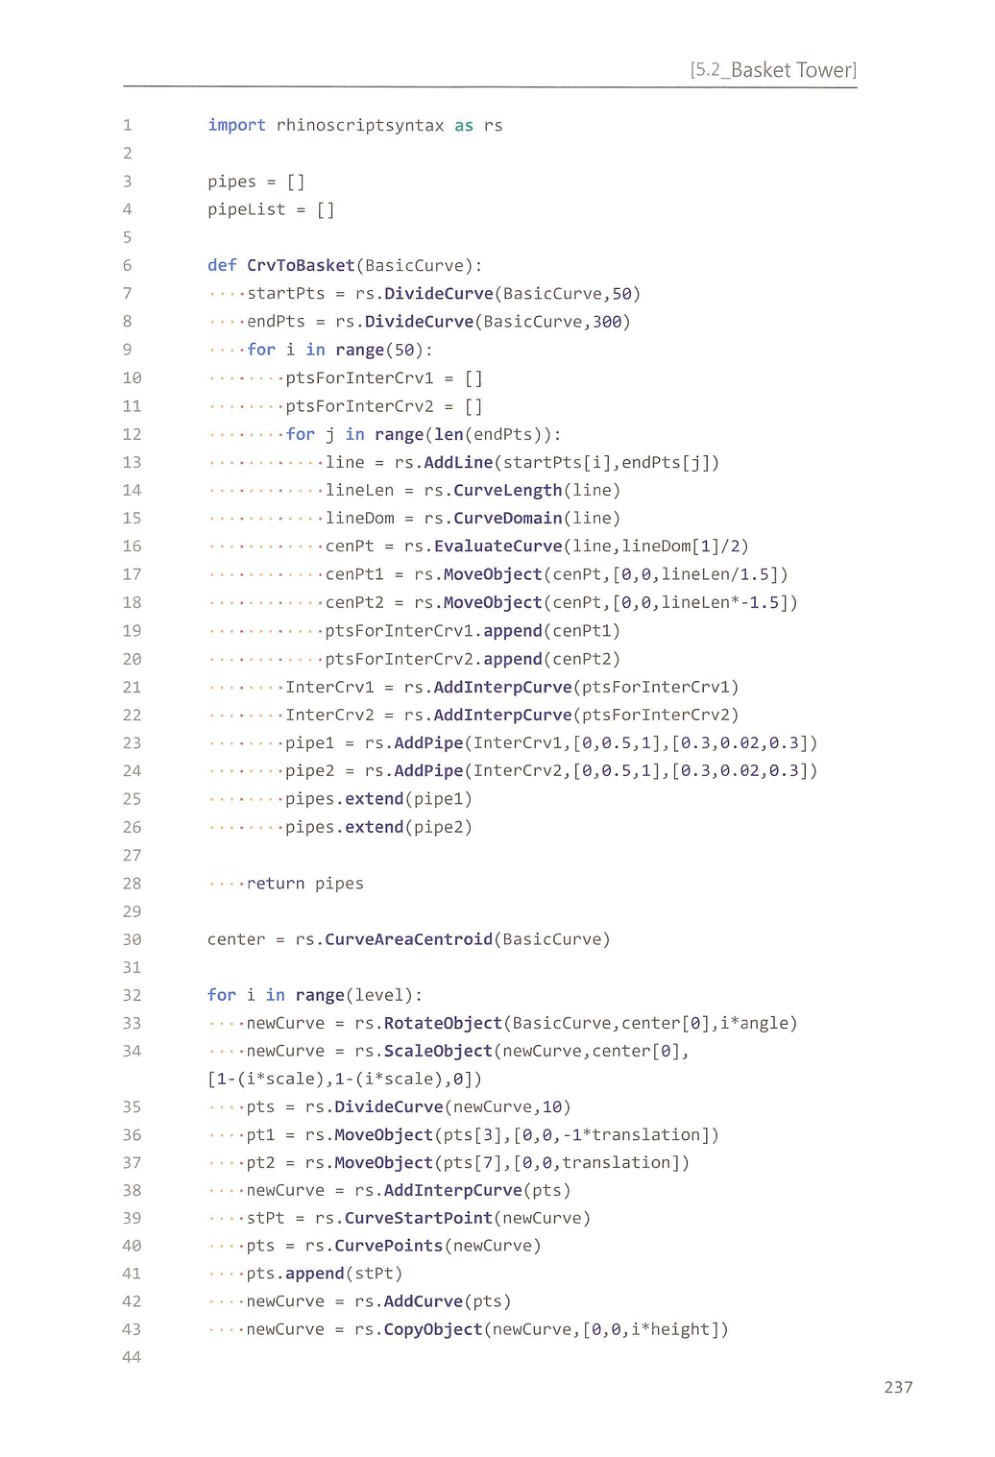 [5.2_Basket Tower]
1 import rhinoscriptsyntax as rs
2
3 pipes = []
4 pipeList = []
5
6 def CrvToBasket(BasicCurve):
7 ····startPts = rs.DivideCurve(BasicCurve,50)
8 ····endPts = rs.DivideCurve(BasicCurve,300)
9 ····for i in range(50):
10 ········ptsForInterCrv1 = []
11 ········ptsForInterCrv2 = []
12 ········for j in range(len(endPts)):
13 ············line = rs.AddLine(startPts[i],endPts[j])
14 ············lineLen = rs.CurveLength(line)
15 ············lineDom = rs.CurveDomain(line)
16 ············cenPt = rs.EvaluateCurve(line,lineDom[1]/2)
17 ············cenPt1 = rs.MoveObject(cenPt,[0,0,lineLen/1.5])
18 ············cenPt2 = rs.MoveObject(cenPt,[0,0,lineLen*-1.5])
19 ············ptsForInterCrv1.append(cenPt1)
20 ············ptsForInterCrv2.append(cenPt2)
21 ········InterCrv1 = rs.AddInterpCurve(ptsForInterCrv1)
22 ········InterCrv2 = rs.AddInterpCurve(ptsForInterCrv2)
23 ········pipe1 = rs.AddPipe(InterCrv1,[0,0.5,1],[0.3,0.02,0.3])
24 ········pipe2 = rs.AddPipe(InterCrv2,[0,0.5,1],[0.3,0.02,0.3])
25 ········pipes.extend(pipe1)
26 ········pipes.extend(pipe2)
27
28 ····return pipes
29
30 center = rs.CurveAreaCentroid(BasicCurve)
31
32 for i in range(level):
33 ····newCurve = rs.RotateObject(BasicCurve,center[0],i*angle)
34 ····newCurve = rs.ScaleObject(newCurve,center[0],
[1-(i*scale),1-(i*scale),0])
35 ····pts = rs.DivideCurve(newCurve,10)
36 ····pt1 = rs.MoveObject(pts[3],[0,0,-1*translation])
37 ····pt2 = rs.MoveObject(pts[7],[0,0,translation])
38 ····newCurve = rs.AddInterpCurve(pts)
39 ····stPt = rs.CurveStartPoint(newCurve)
40 ····pts = rs.CurvePoints(newCurve)
41 ····pts.append(stPt)
42 ····newCurve = rs.AddCurve(pts)
43 ····newCurve = rs.CopyObject(newCurve,[0,0,i*height])
44
237